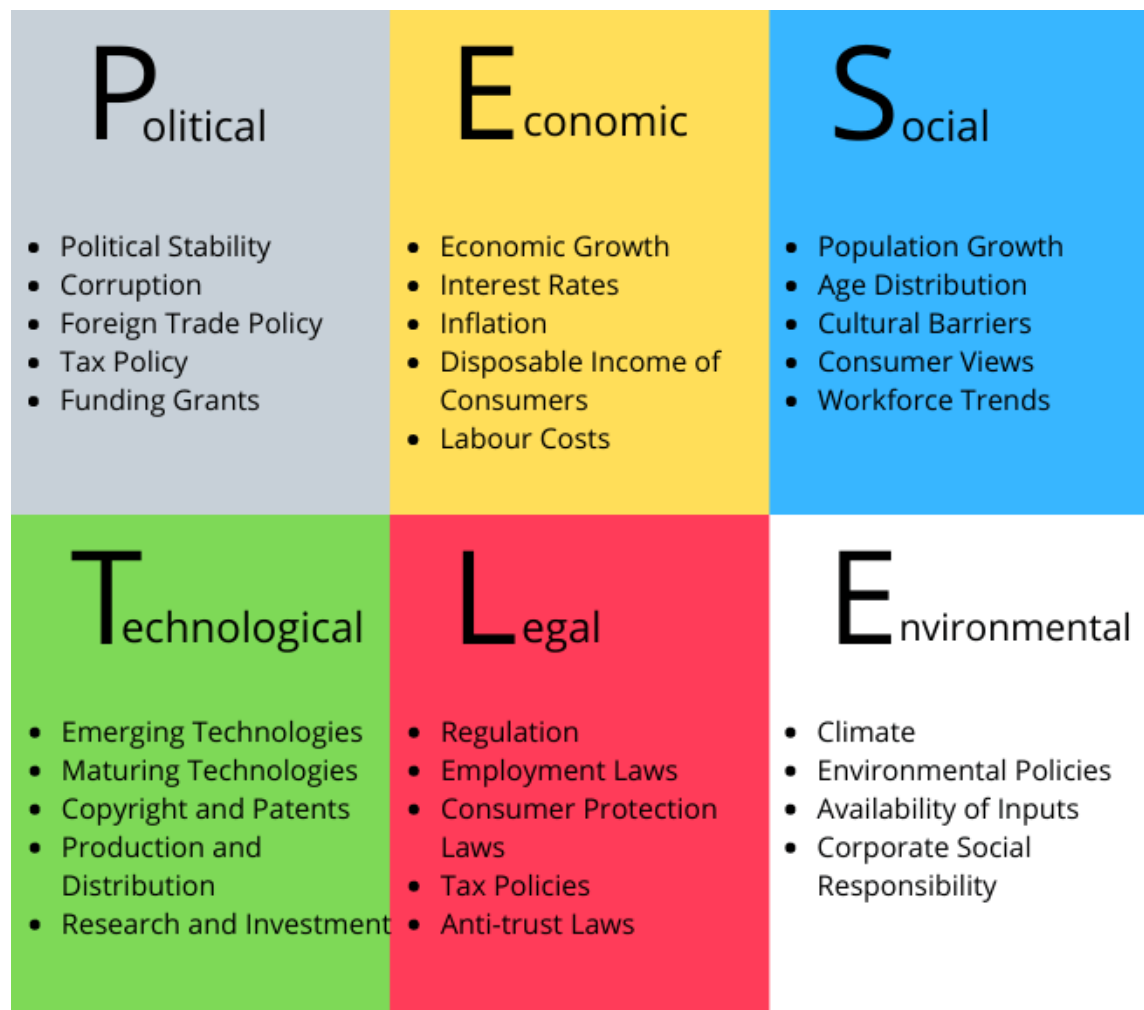 Political
• Political Stability
• Corruption
• Foreign Trade Policy
• Tax Policy
• Funding Grants
Economic
• Economic Growth
• Interest Rates
• Inflation
• Disposable Income of
Consumers
• Labour Costs
Social
• Population Growth
• Age Distribution
• Cultural Barriers
• Consumer Views
• Workforce Trends
Technological
• Emerging Technologies
• Maturing Technologies
• Copyright and Patents
• Production and
Distribution
• Research and Investment
Legal
• Regulation
• Employment Laws
• Consumer Protection
Laws
• Tax Policies
• Anti-trust Laws
Environmental
• Climate
• Environmental Policies
• Availability of Inputs
• Corporate Social
Responsibility